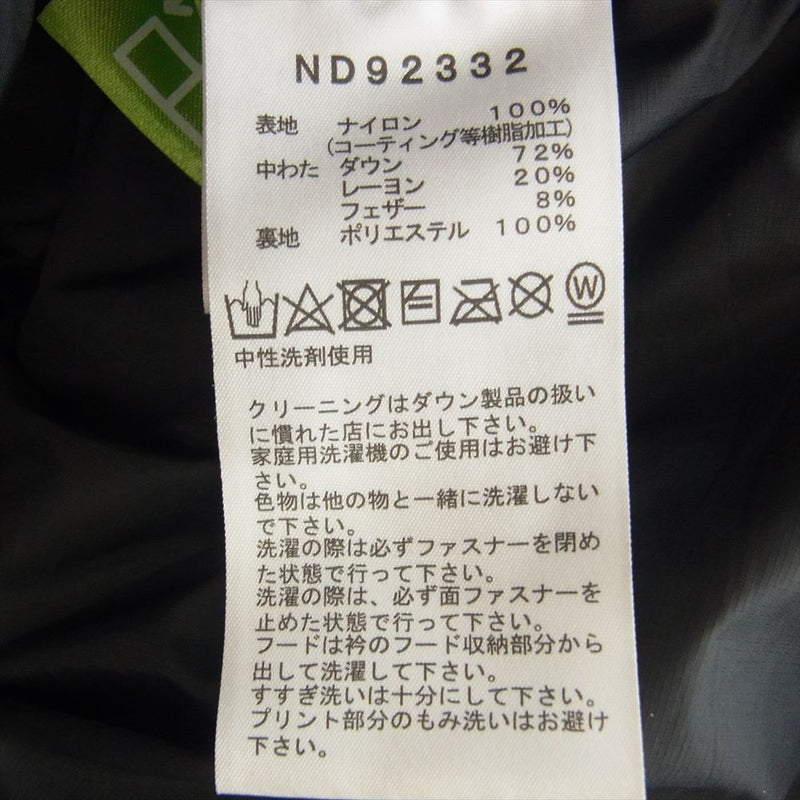 ND92332
表地 ナイロン 100%
(コーティング等樹脂加工)
中わた ダウン 72%
レーヨン 20%
フェザー 8%
裏地 ポリエステル 100%
W
中性洗剤使用
クリーニングはダウン製品の扱い
に慣れた店にお出し下さい。
家庭用洗濯機のご使用はお避け下
さい。
色物は他の物と一緒に洗濯しない
で下さい。
洗濯の際は必ずファスナーを閉め
た状態で行って下さい。
洗濯の際は、必ず面ファスナーを
止めた状態で行って下さい。
フードは衿のフード収納部分から
出して洗濯して下さい。
すすぎ洗いは十分にして下さい。
プリント部分のもみ洗いはお避け
下さい。